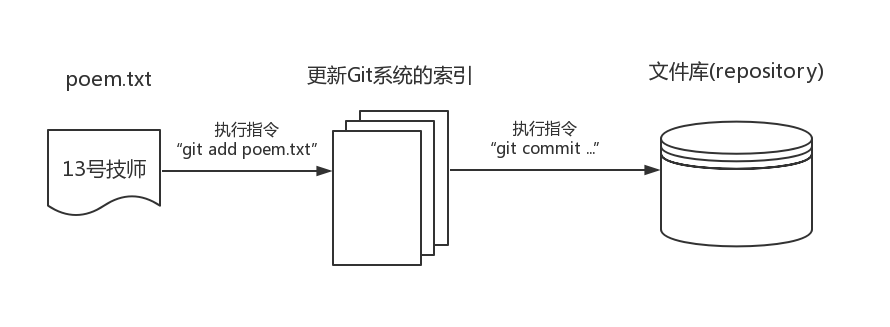 poem.txt
更新Git系统的索引
文件库(repository)
13号技师
执行指令
“git add poem.txt”
执行指令
“git commit ...”